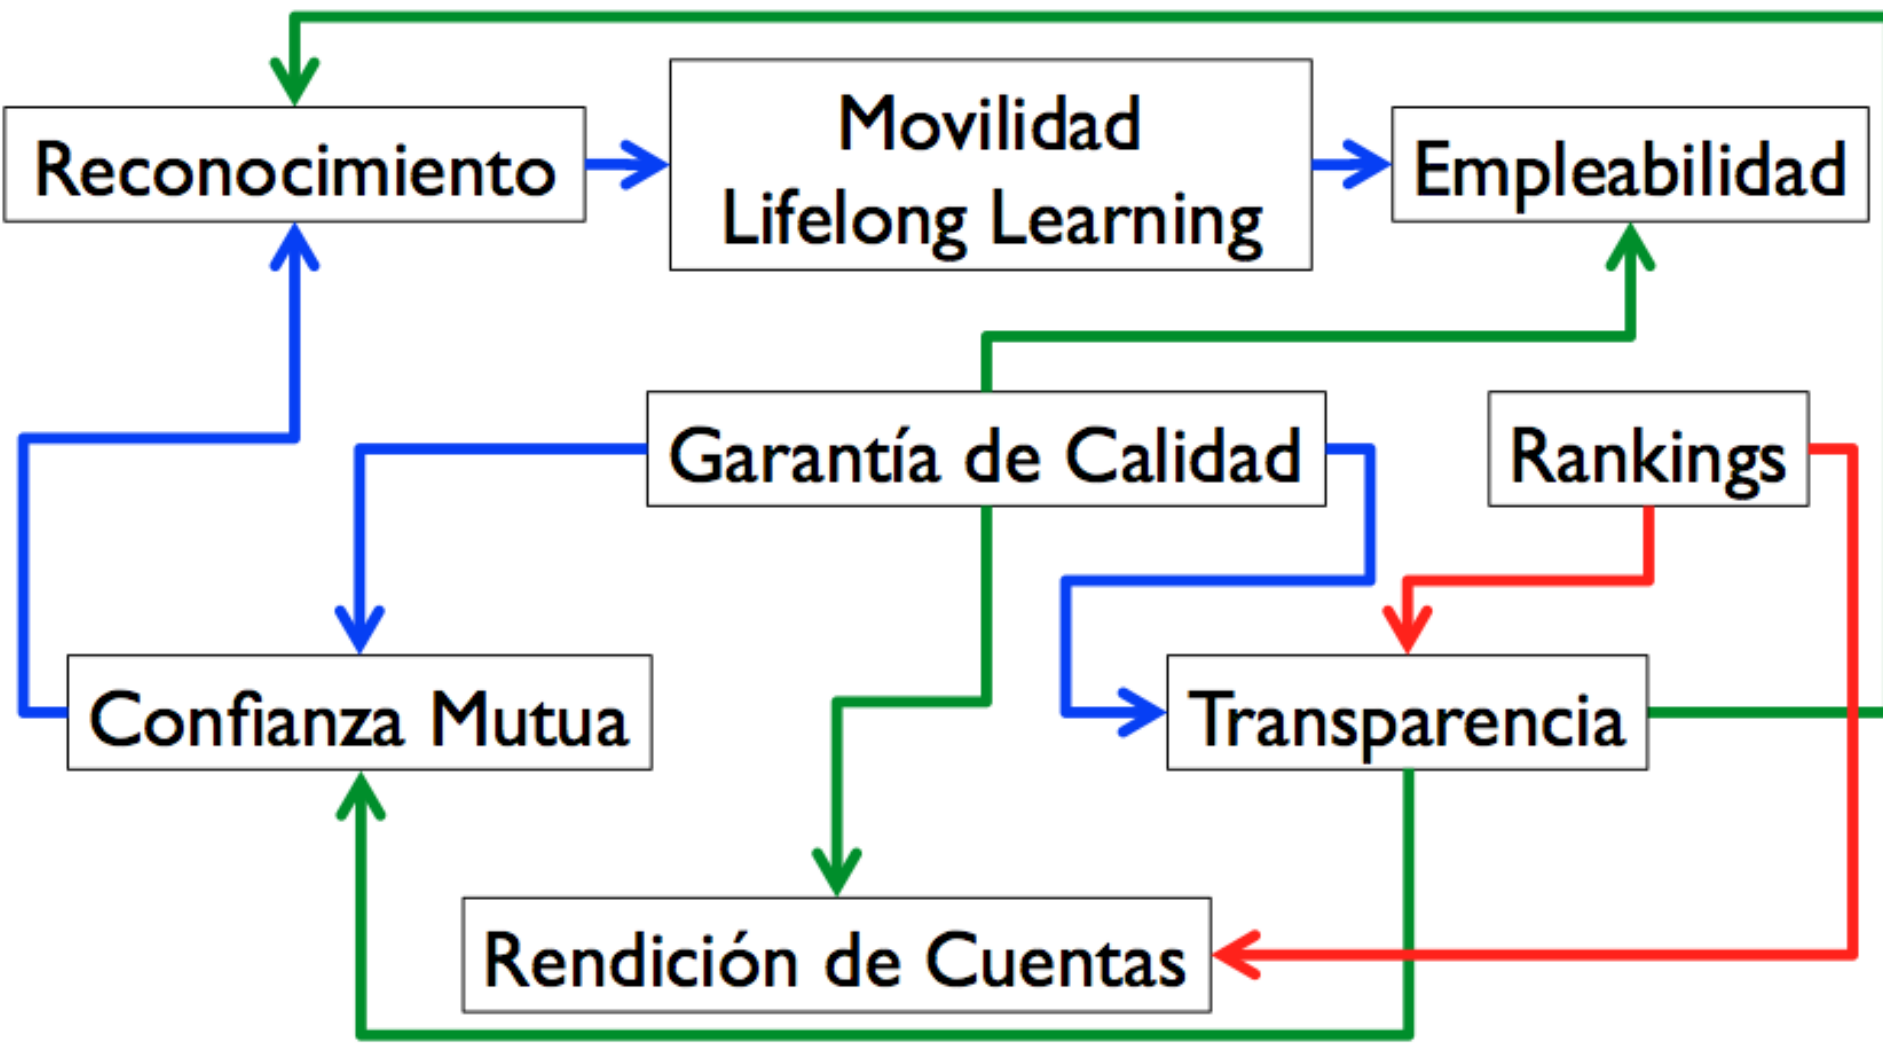 Reconocimiento
Movilidad
Lifelong Learning
Empleabilidad
Garantía de Calidad
Rankings
Confianza Mutua
Transparencia
Rendición de Cuentas